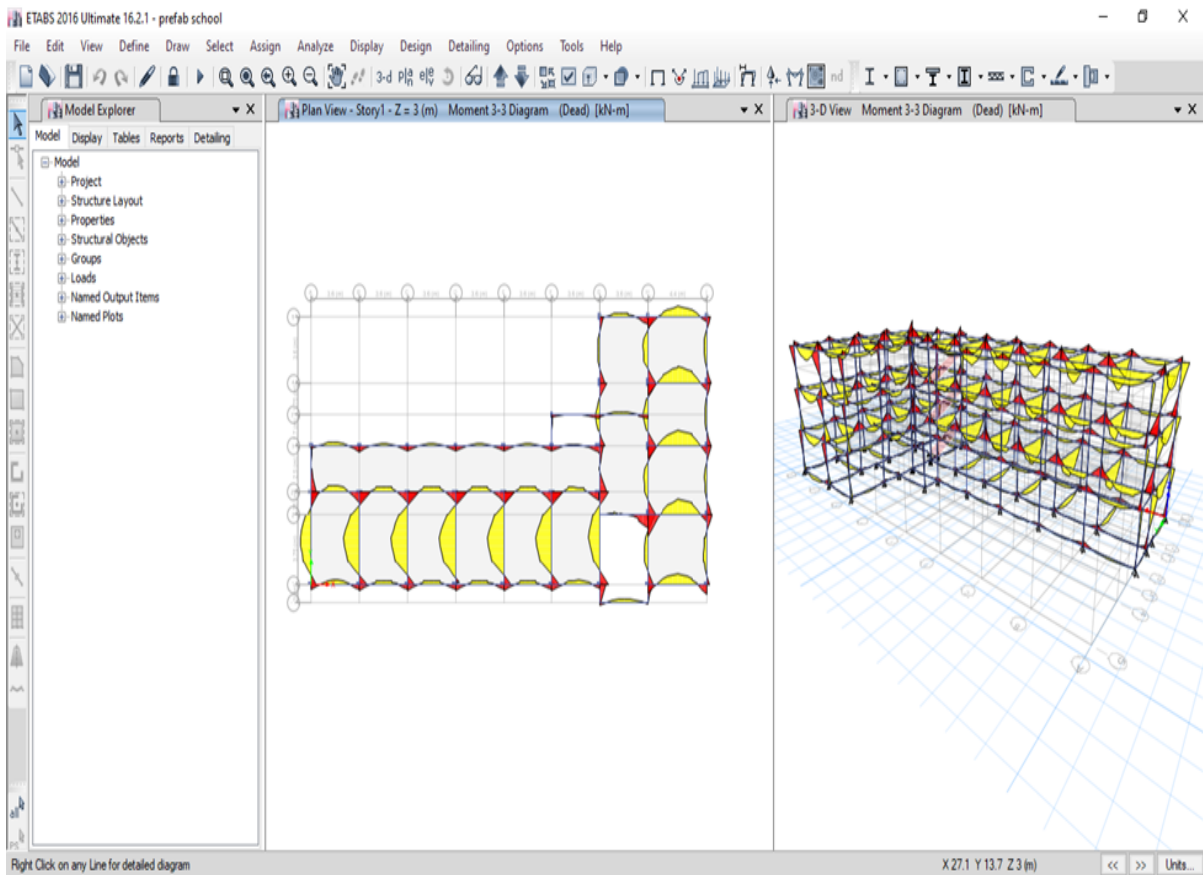 ETABS 2016 Ultimate 16.2.1 - prefab school
File Edit View Define Draw Select Assign Analyze Display Design Detailing Options Tools Help
3-d
nd
Model Explorer
Model Display Tables Reports Detailing
Model
Project
Structure Layout
Properties
Structural Objects
Groups
Loads
Named Output Items
Named Plots
all
Plan View - Story1 - Z = 3 (m) Moment 3-3 Diagram (Dead) [kN-m]
3-D View Moment 3-3 Diagram (Dead) [kN-m]
Right Click on any Line for detailed diagram
X 27.1 Y 13.7 Z 3 (m)
<< >> Units...